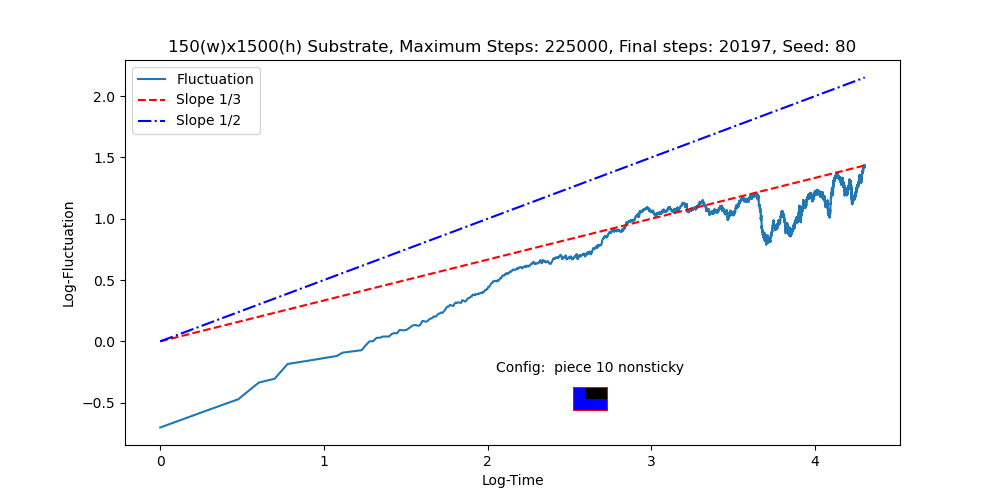 150(w)x1500(h) Substrate, Maximum Steps: 225000, Final steps: 20197, Seed: 80
Fluctuation
Slope 1/3
Slope 1/2
2.0
1.5
1.0
0.5
0.0
−0.5
Log-Fluctuation
Config:  piece 10 nonsticky
0 1 2 3 4
Log-Time